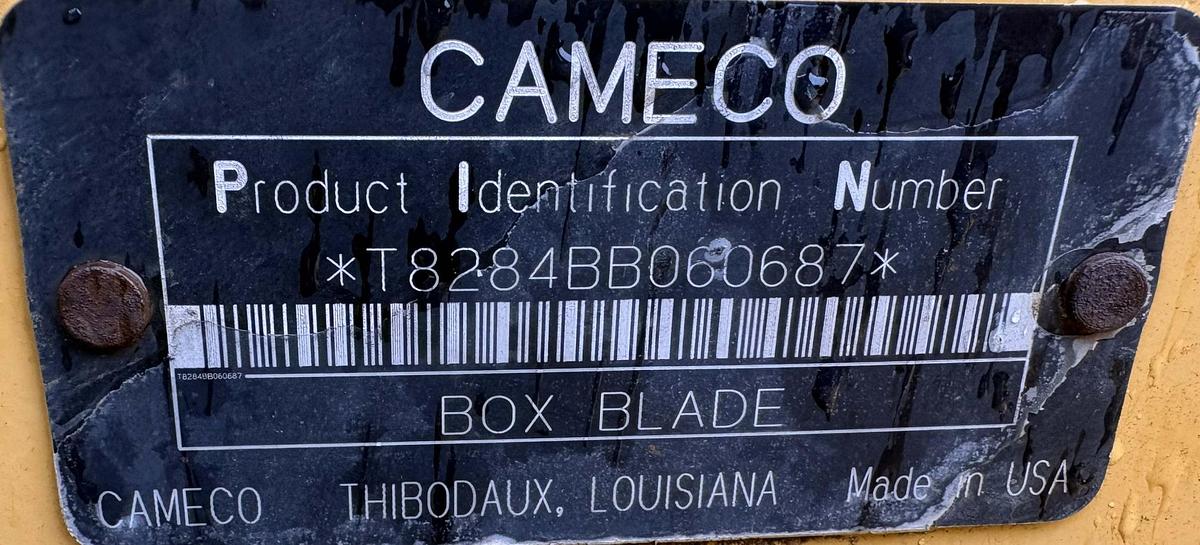 CAMECO
Product Identification Number
*T8284BB060687*
T8284BB060687
BOX BLADE
CAMECO THIBODAUX, LOUISIANA Made in USA